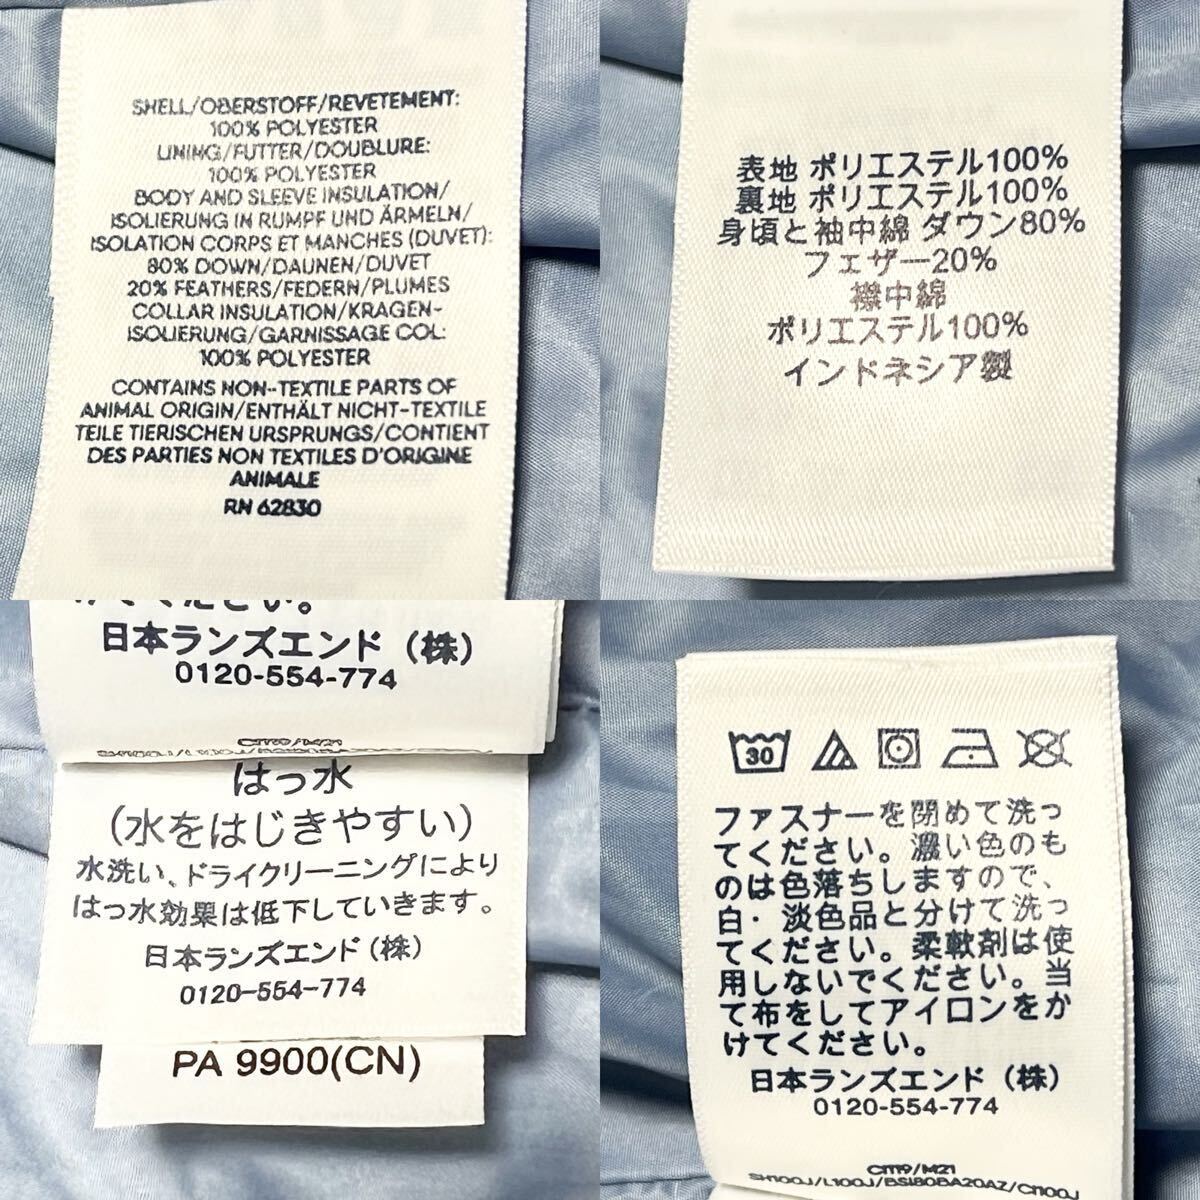 SHELL/OBERSTOFF/REVETEMENT:
100% POLYESTER
LINING/FUTTER/DOUBLURE:
100% POLYESTER
BODY AND SLEEVE INSULATION/
ISOLIERUNG IN RUMPF UND ÄRMELN/
ISOLATION CORPS ET MANCHES (DUVET):
80% DOWN/DAUNEN/DUVET
20% FEATHERS/FEDERN/PLUMES
COLLAR INSULATION/KRAGEN-
ISOLIERUNG/GARNISSAGE COL:
100% POLYESTER
CONTAINS NON-TEXTILE PARTS OF
ANIMAL ORIGIN/ENTHÄLT NICHT-TEXTILE
TEILE TIERISCHEN URSPRUNGS/CONTIENT
DES PARTIES NON TEXTILES D'ORIGINE
ANIMALE
RN 62830
表地 ポリエステル100%
裏地 ポリエステル100%
身頃と袖中綿 ダウン80%
フェザー20%
襟中綿
ポリエステル100%
インドネシア製
けてください。
日本ランズエンド(株)
0120-554-774
C1119/M21
はっ水
(水をはじきやすい)
水洗い、ドライクリーニングにより
はっ水効果は低下していきます。
日本ランズエンド(株)
0120-554-774
PA 9900(CN)
30
ファスナーを閉めて洗っ
てください。濃い色のも
のは色落ちしますので、
白・淡色品と分けて洗っ
てください。柔軟剤は使
用しないでください。当
て布をしてアイロンをか
けてください。
日本ランズエンド(株)
0120-554-774
C1119/M21
SH100J/L100J/BSI80BA20AZ/CI100J